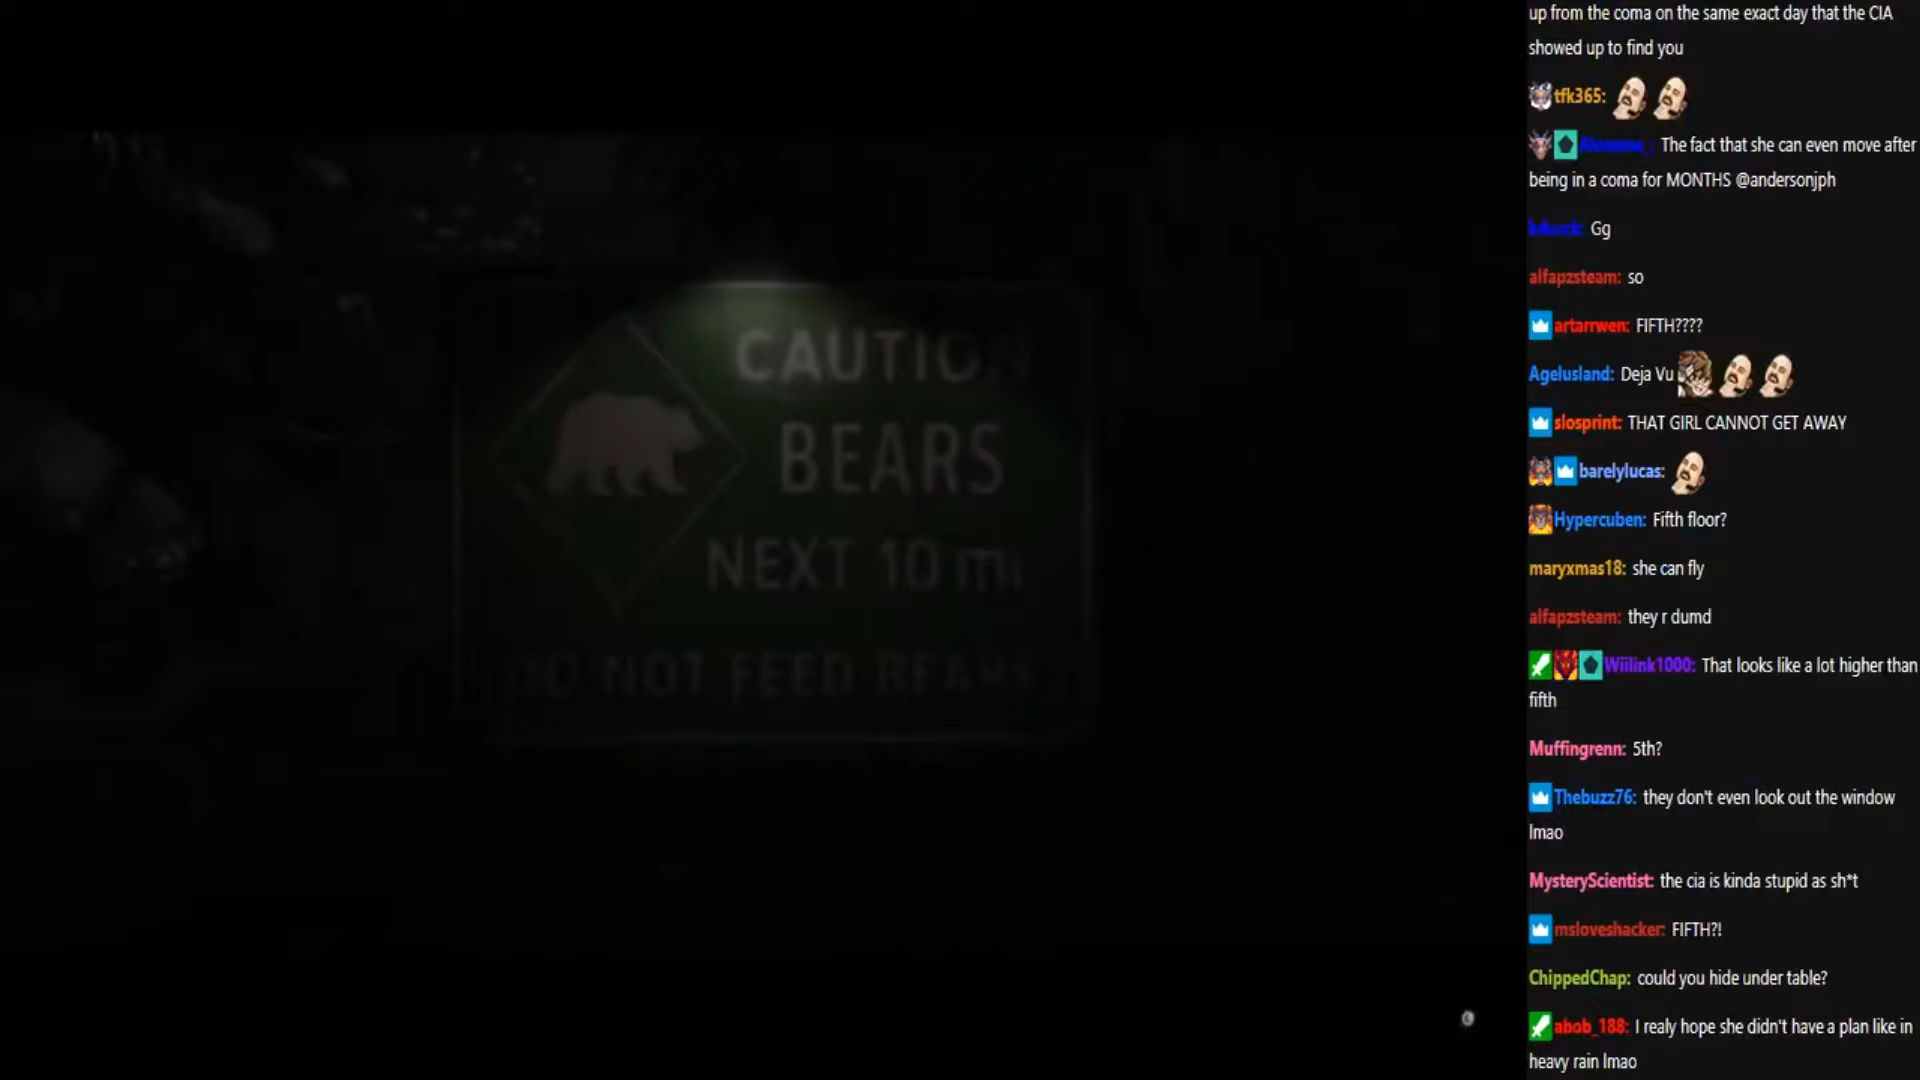 CAUTION
BEARS
NEXT 10 mi
DO NOT FEED BEARS
up from the coma on the same exact day that the CIA
showed up to find you
tfk365:
The fact that she can even move after
being in a coma for MONTHS @andersonjph
Gg
alfapzsteam: so
artarrwen: FIFTH????
Agelusland: Deja Vu
slosprint: THAT GIRL CANNOT GET AWAY
barelylucas:
Hypercuben: Fifth floor?
maryxmas18: she can fly
alfapzsteam: they r dumd
Wiilink1000: That looks like a lot higher than
fifth
Muffingrenn: 5th?
Thebuzz76: they don't even look out the window
lmao
MysteryScientist: the cia is kinda stupid as sh*t
msloveshacker: FIFTH?!
ChippedChap: could you hide under table?
abob_188: I realy hope she didn't have a plan like in
heavy rain lmao